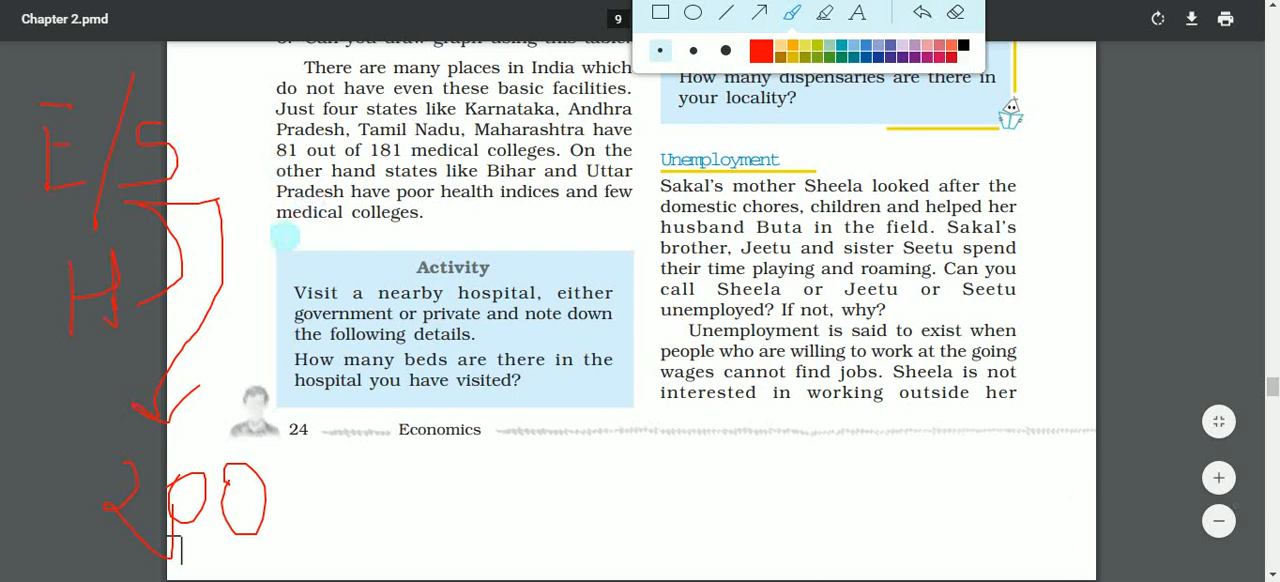 Chapter 2.pmd
9
A
There are many places in India which
do not have even these basic facilities.
Just four states like Karnataka, Andhra
Pradesh, Tamil Nadu, Maharashtra have
81 out of 181 medical colleges. On the
other hand states like Bihar and Uttar
Pradesh have poor health indices and few
medical colleges.
Activity
Visit a nearby hospital, either
government or private and note down
the following details.
How many beds are there in the
hospital you have visited?
24
Economics
How many dispensaries are there in
your locality?
Unemployment
Sakal's mother Sheela looked after the
domestic chores, children and helped her
husband Buta in the field. Sakal's
brother, Jeetu and sister Seetu spend
their time playing and roaming. Can you
call Sheela or Jeetu or Seetu
unemployed? If not, why?
Unemployment is said to exist when
people who are willing to work at the going
wages cannot find jobs. Sheela is not
interested in working outside her
E/S
H
200